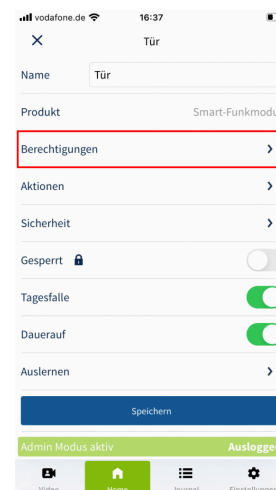 vodafone.de 16:37
Tür
Name Tür
Produkt Smart-Funkmodu
Berechtigungen
Aktionen
Sicherheit
Gesperrt
Tagesfalle
Dauerauf
Auslernen
Speichern
Admin Modus aktiv Auslogge
Video Home Journal Einstellungen